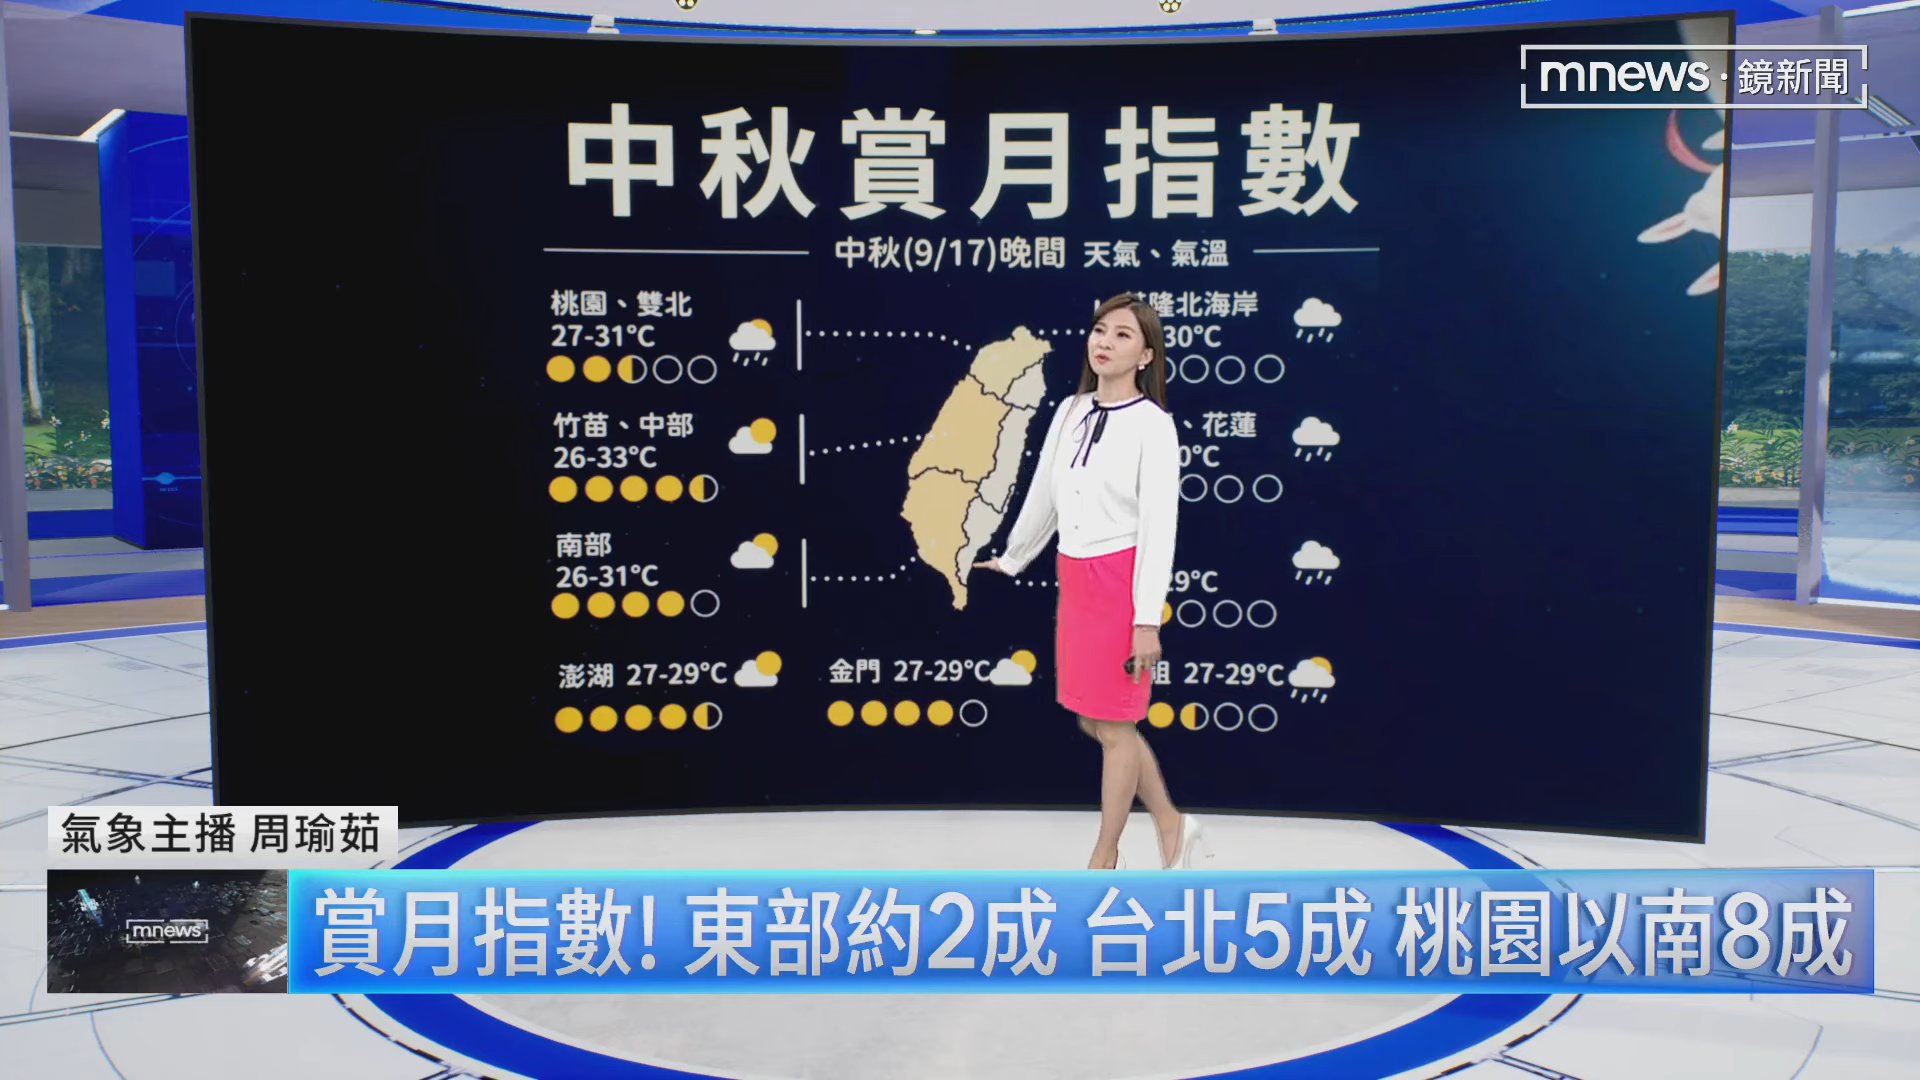 mnews·鏡新聞
中秋賞月指數
中秋(9/17)晚間 天氣、氣溫
桃園、雙北
27-31°C
隆北海岸
30°C
竹苗、中部
26-33°C
、花蓮
0°C
南部
26-31°C
29°C
澎湖 27-29°C
金門 27-29°C
祖 27-29°C
氣象主播 周瑜茹
mnews
賞月指數! 東部約2成 台北5成 桃園以南8成